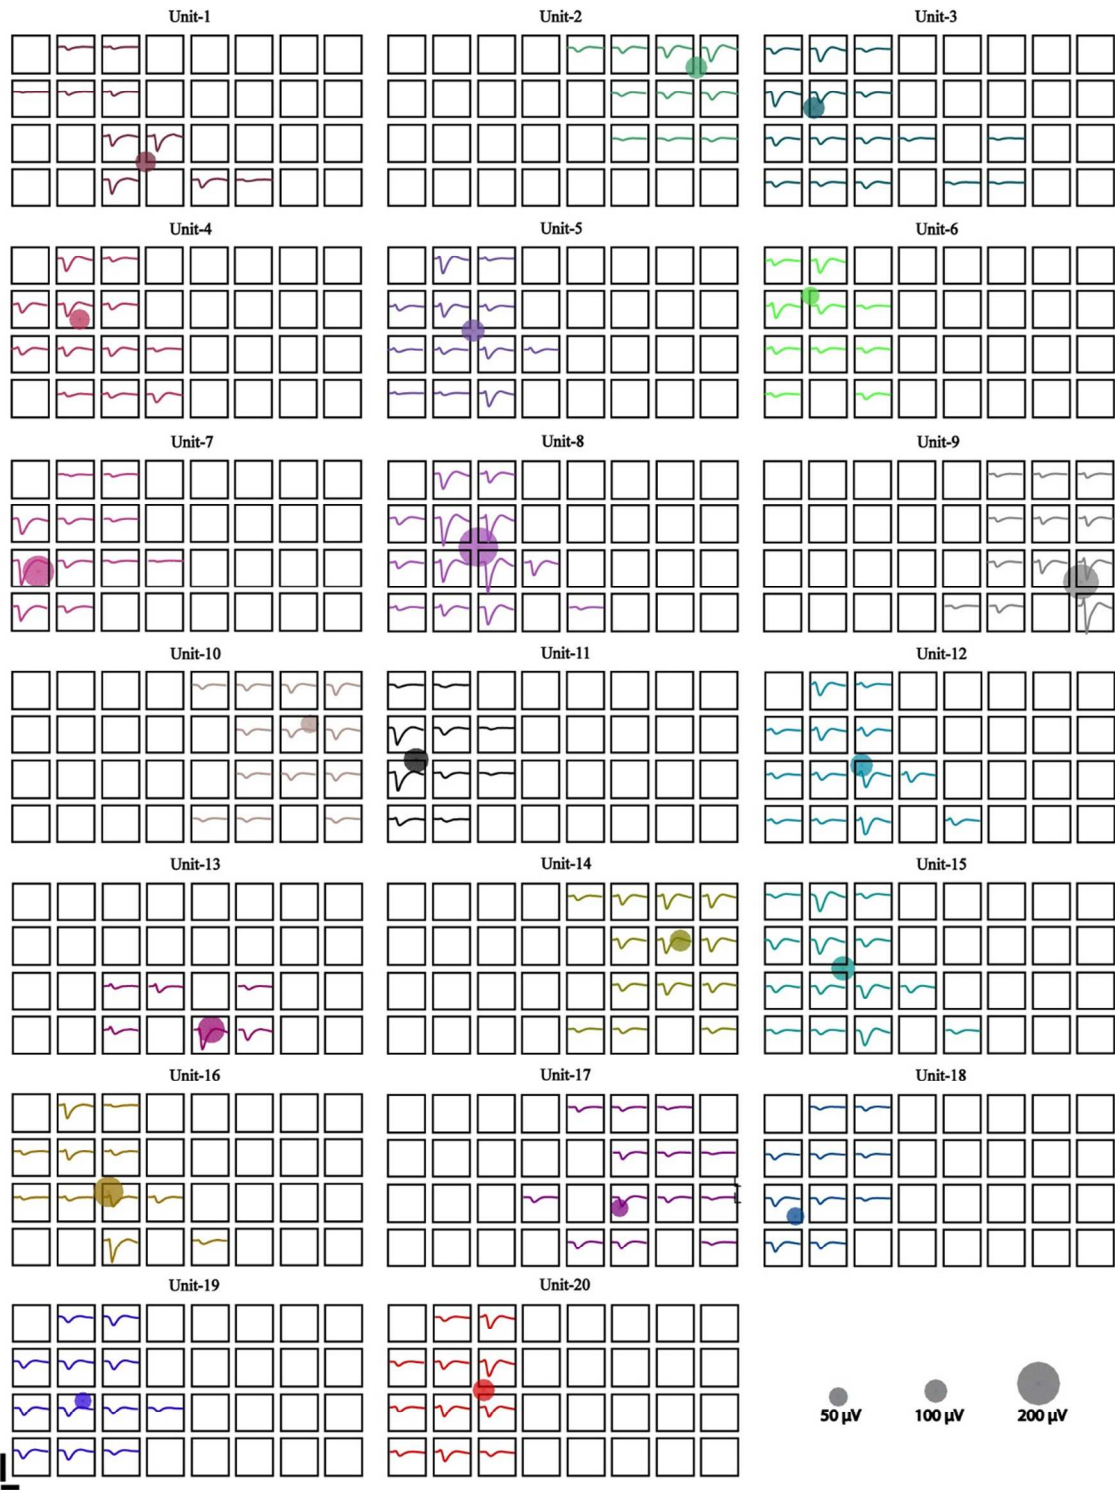 Unit-1 Unit-2 Unit-3
Unit-4 Unit-5 Unit-6
Unit-7 Unit-8 Unit-9
Unit-10 Unit-11 Unit-12
Unit-13 Unit-14 Unit-15
Unit-16 Unit-17 Unit-18
Unit-19 Unit-20
50 µV 100 µV 200 µV